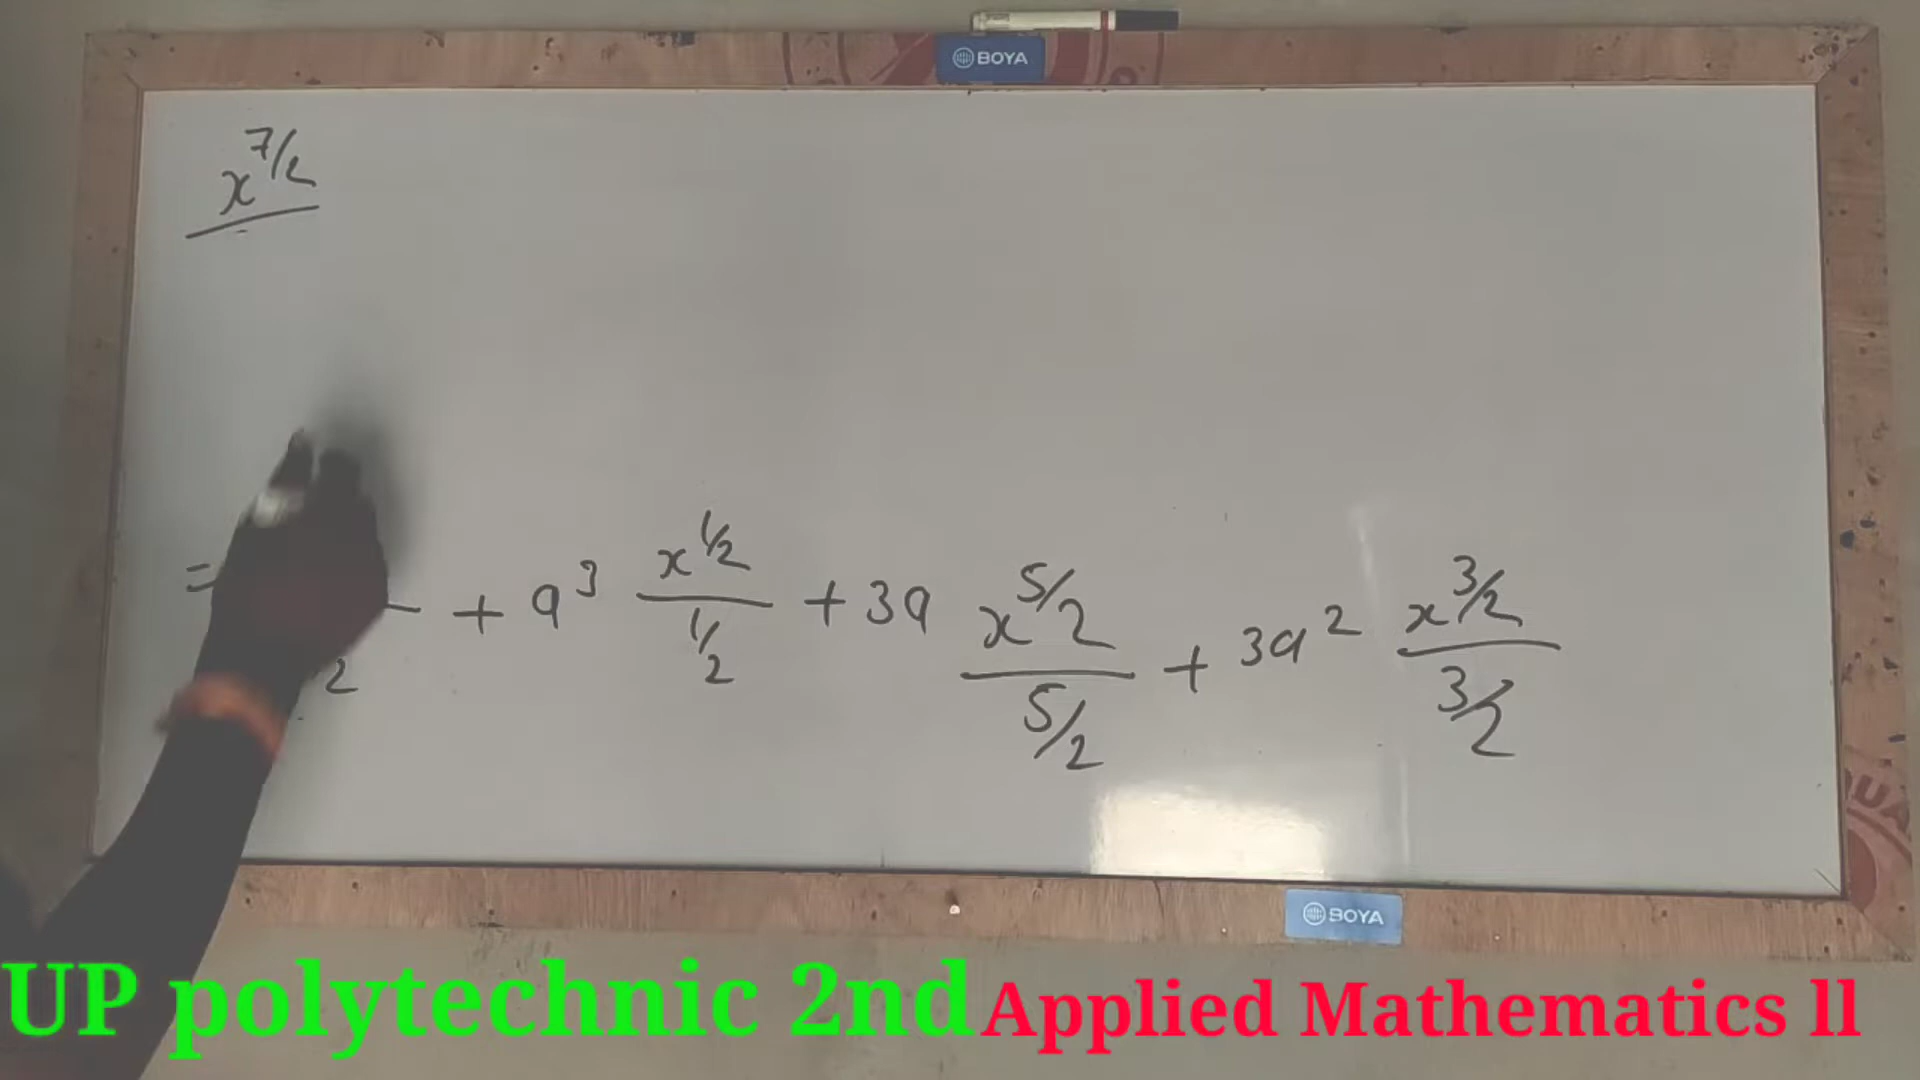 BOYA
x^7/2
= 2 + a^3 x^1/2 / 1/2 + 3a x^5/2 / 5/2 + 3a^2 x^3/2 / 3/2
BOYA
UP polytechnic 2nd Applied Mathematics ll